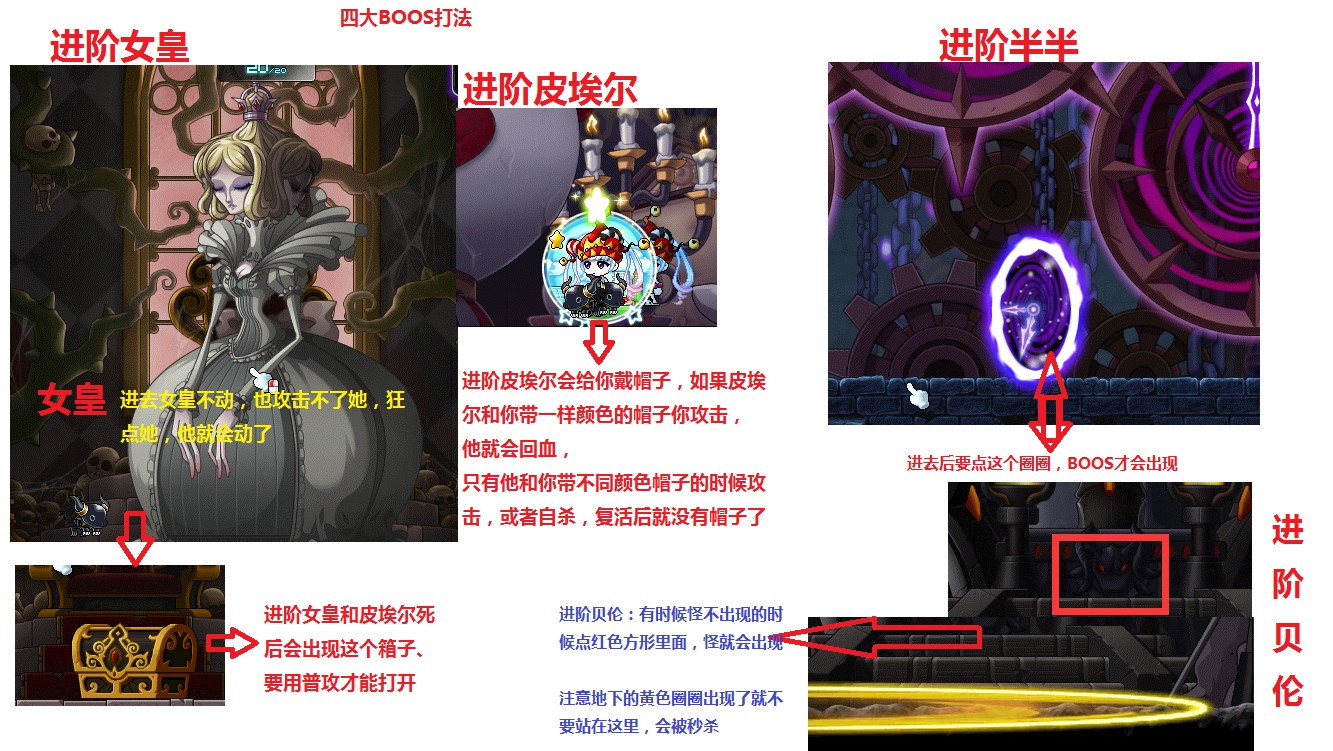 四大BOOS打法
进阶女皇
20/20
女皇
进去女皇不动，也攻击不了她，狂
点她，他就会动了
进阶女皇和皮埃尔死
后会出现这个箱子、
要用普攻才能打开
进阶皮埃尔
进阶皮埃尔会给你戴帽子，如果皮埃
尔和你带一样颜色的帽子你攻击，
他就会回血，
只有他和你带不同颜色帽子的时候攻
击，或者自杀，复活后就没有帽子了
进阶半半
进去后要点这个圈圈，BOOS才会出现
进阶贝伦
进阶贝伦：有时候怪不出现的时
候点红色方形里面，怪就会出现
注意地下的黄色圈圈出现了就不
要站在这里，会被秒杀